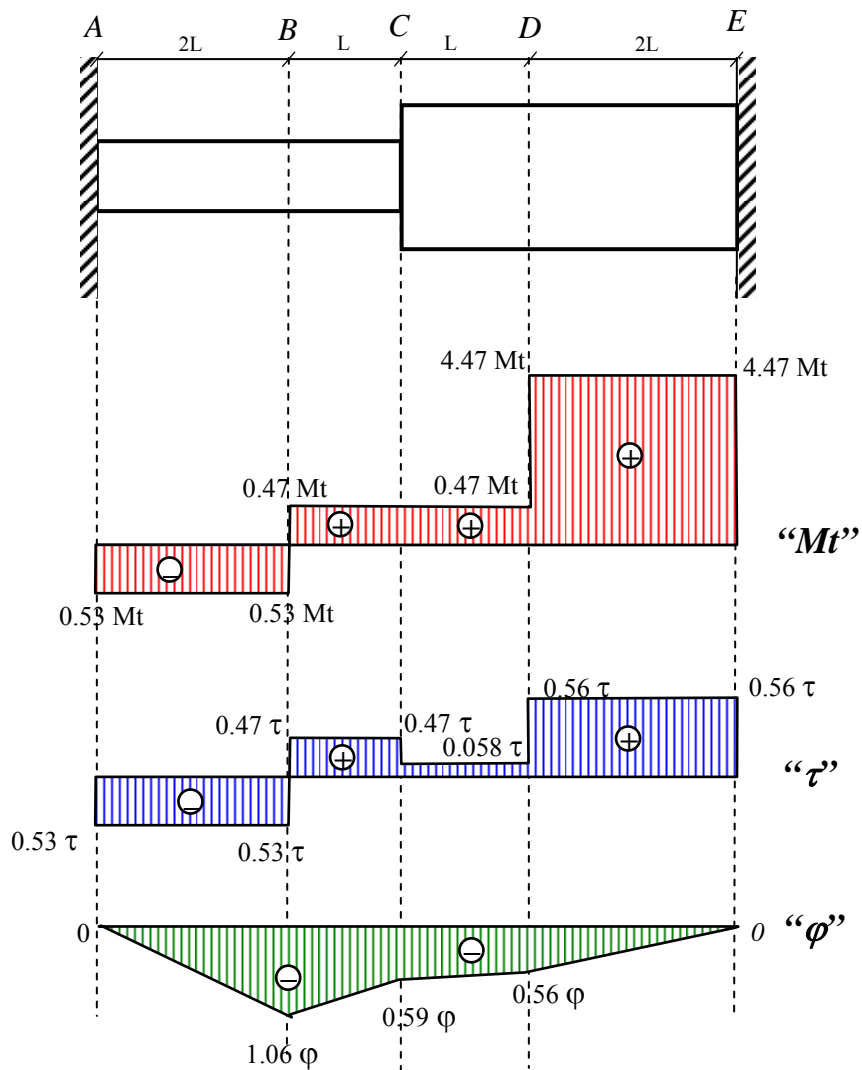 A B C D E
2L L L 2L
4.47 Mt 4.47 Mt
+
0.47 Mt 0.47 Mt
+ +
“Mt”
−
0.53 Mt 0.53 Mt
0.56 τ 0.56 τ
0.47 τ 0.47 τ
0.058 τ
+ +
“τ”
−
0.53 τ 0.53 τ
0 0 “φ”
− −
0.56 φ
0.59 φ
1.06 φ